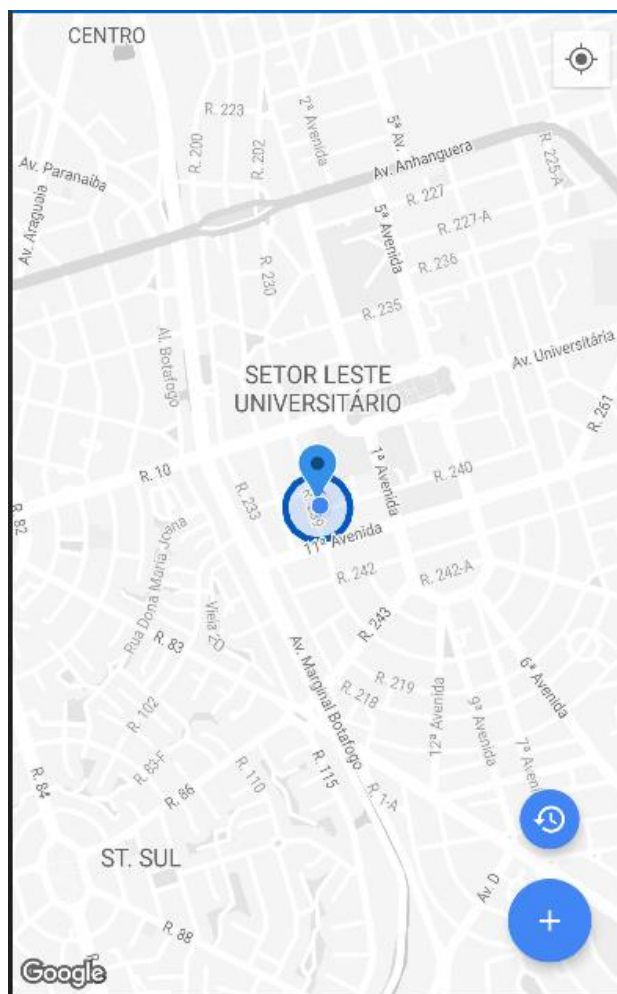 CENTRO
R. 223
2ª Avenida
5ª Av.
R. 200
R. 202
Av. Anhanguera
R. 225-A
Av. Paranaiba
R. 227
Av. Araguaia
R. 227-A
5ª Avenida
R. 236
R. 230
R. 235
Al. Botafogo
Av. Universitária
SETOR LESTE
UNIVERSITÁRIO
R. 261
R. 10
1ª Avenida
R. 240
R. 233
R. 82
11ª Avenida
Rua Dona Maria Joana
R. 242
R. 242-A
Viela 20
R. 243
R. 83
Av. Marginal Botafogo
R. 219
R. 218
6ª Avenida
R. 102
12ª Avenida
9ª Avenida
R. 83-F
R. 110
R. 115
7ª Aveni
R. 84
R. 86
R. 1-A
ST. SUL
Av. D
R. 88
Google